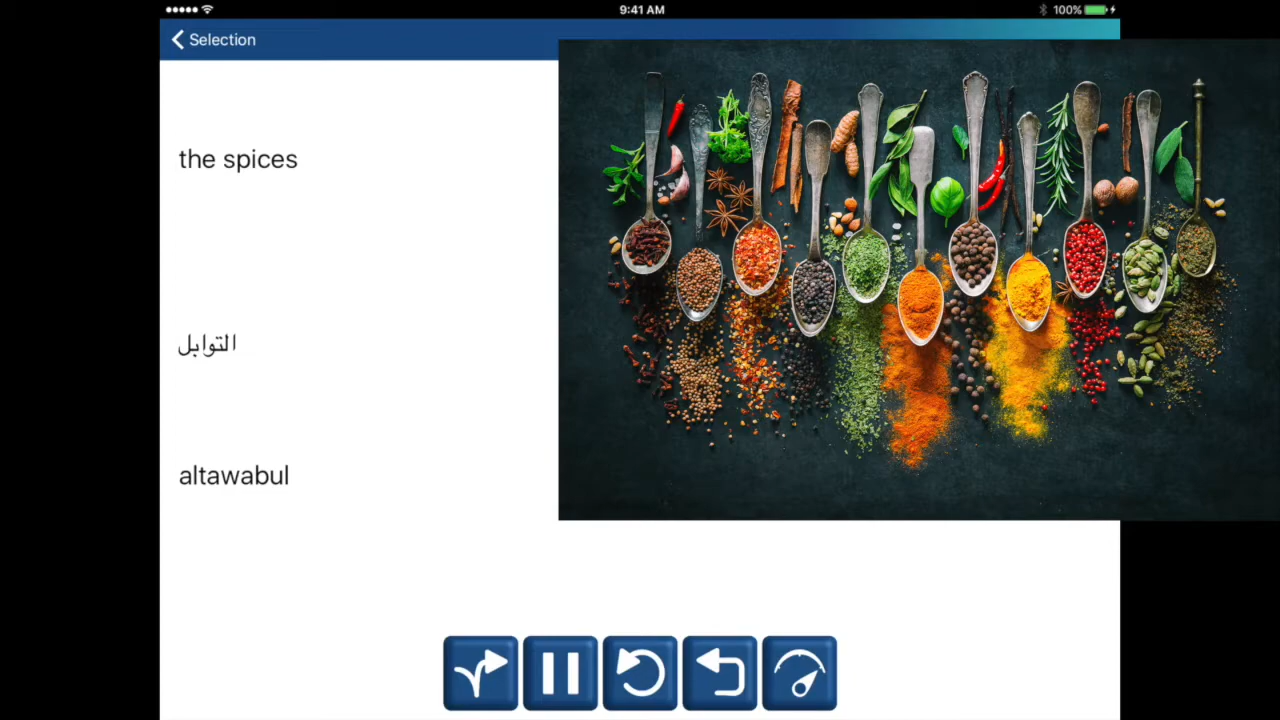 9:41 AM
100%
Selection
the spices
التوابل
altawabul